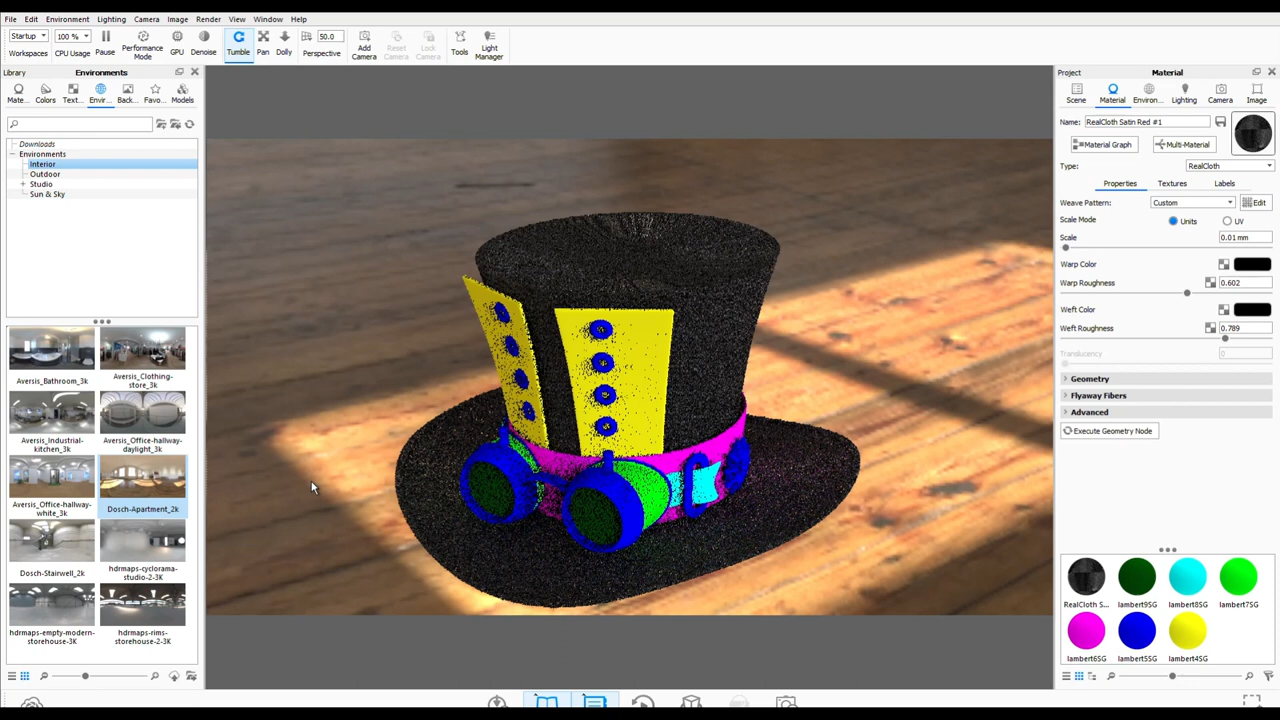 File Edit Environment Lighting Camera Image Render View Window Help
Startup 100 % 50.0
Workspaces CPU Usage Pause Performance Mode GPU Denoise Tumble Pan Dolly Perspective Add Camera Reset Camera Lock Camera Tools Light Manager
Library Environments
Mate... Colors Text... Envir... Back... Favo... Models
Downloads
Environments
Interior
Outdoor
Studio
Sun & Sky
Aversis_Bathroom_3k
Aversis_Clothing-store_3k
Aversis_Industrial-kitchen_3k
Aversis_Office-hallway-daylight_3k
Aversis_Office-hallway-white_3k
Dosch-Apartment_2k
Dosch-Stairwell_2k
hdrmaps-cyclorama-studio-2-3K
hdrmaps-empty-modern-storehouse-3K
hdrmaps-rims-storehouse-2-3K
Project Material
Scene Material Environ... Lighting Camera Image
Name: RealCloth Satin Red #1
Material Graph Multi-Material
Type: RealCloth
Properties Textures Labels
Weave Pattern: Custom Edit
Scale Mode Units UV
Scale 0.01 mm
Warp Color
Warp Roughness 0.602
Weft Color
Weft Roughness 0.789
Translucency 0
Geometry
Flyaway Fibers
Advanced
Execute Geometry Node
RealCloth S... lambert9SG lambert8SG lambert7SG
lambert6SG lambert5SG lambert4SG